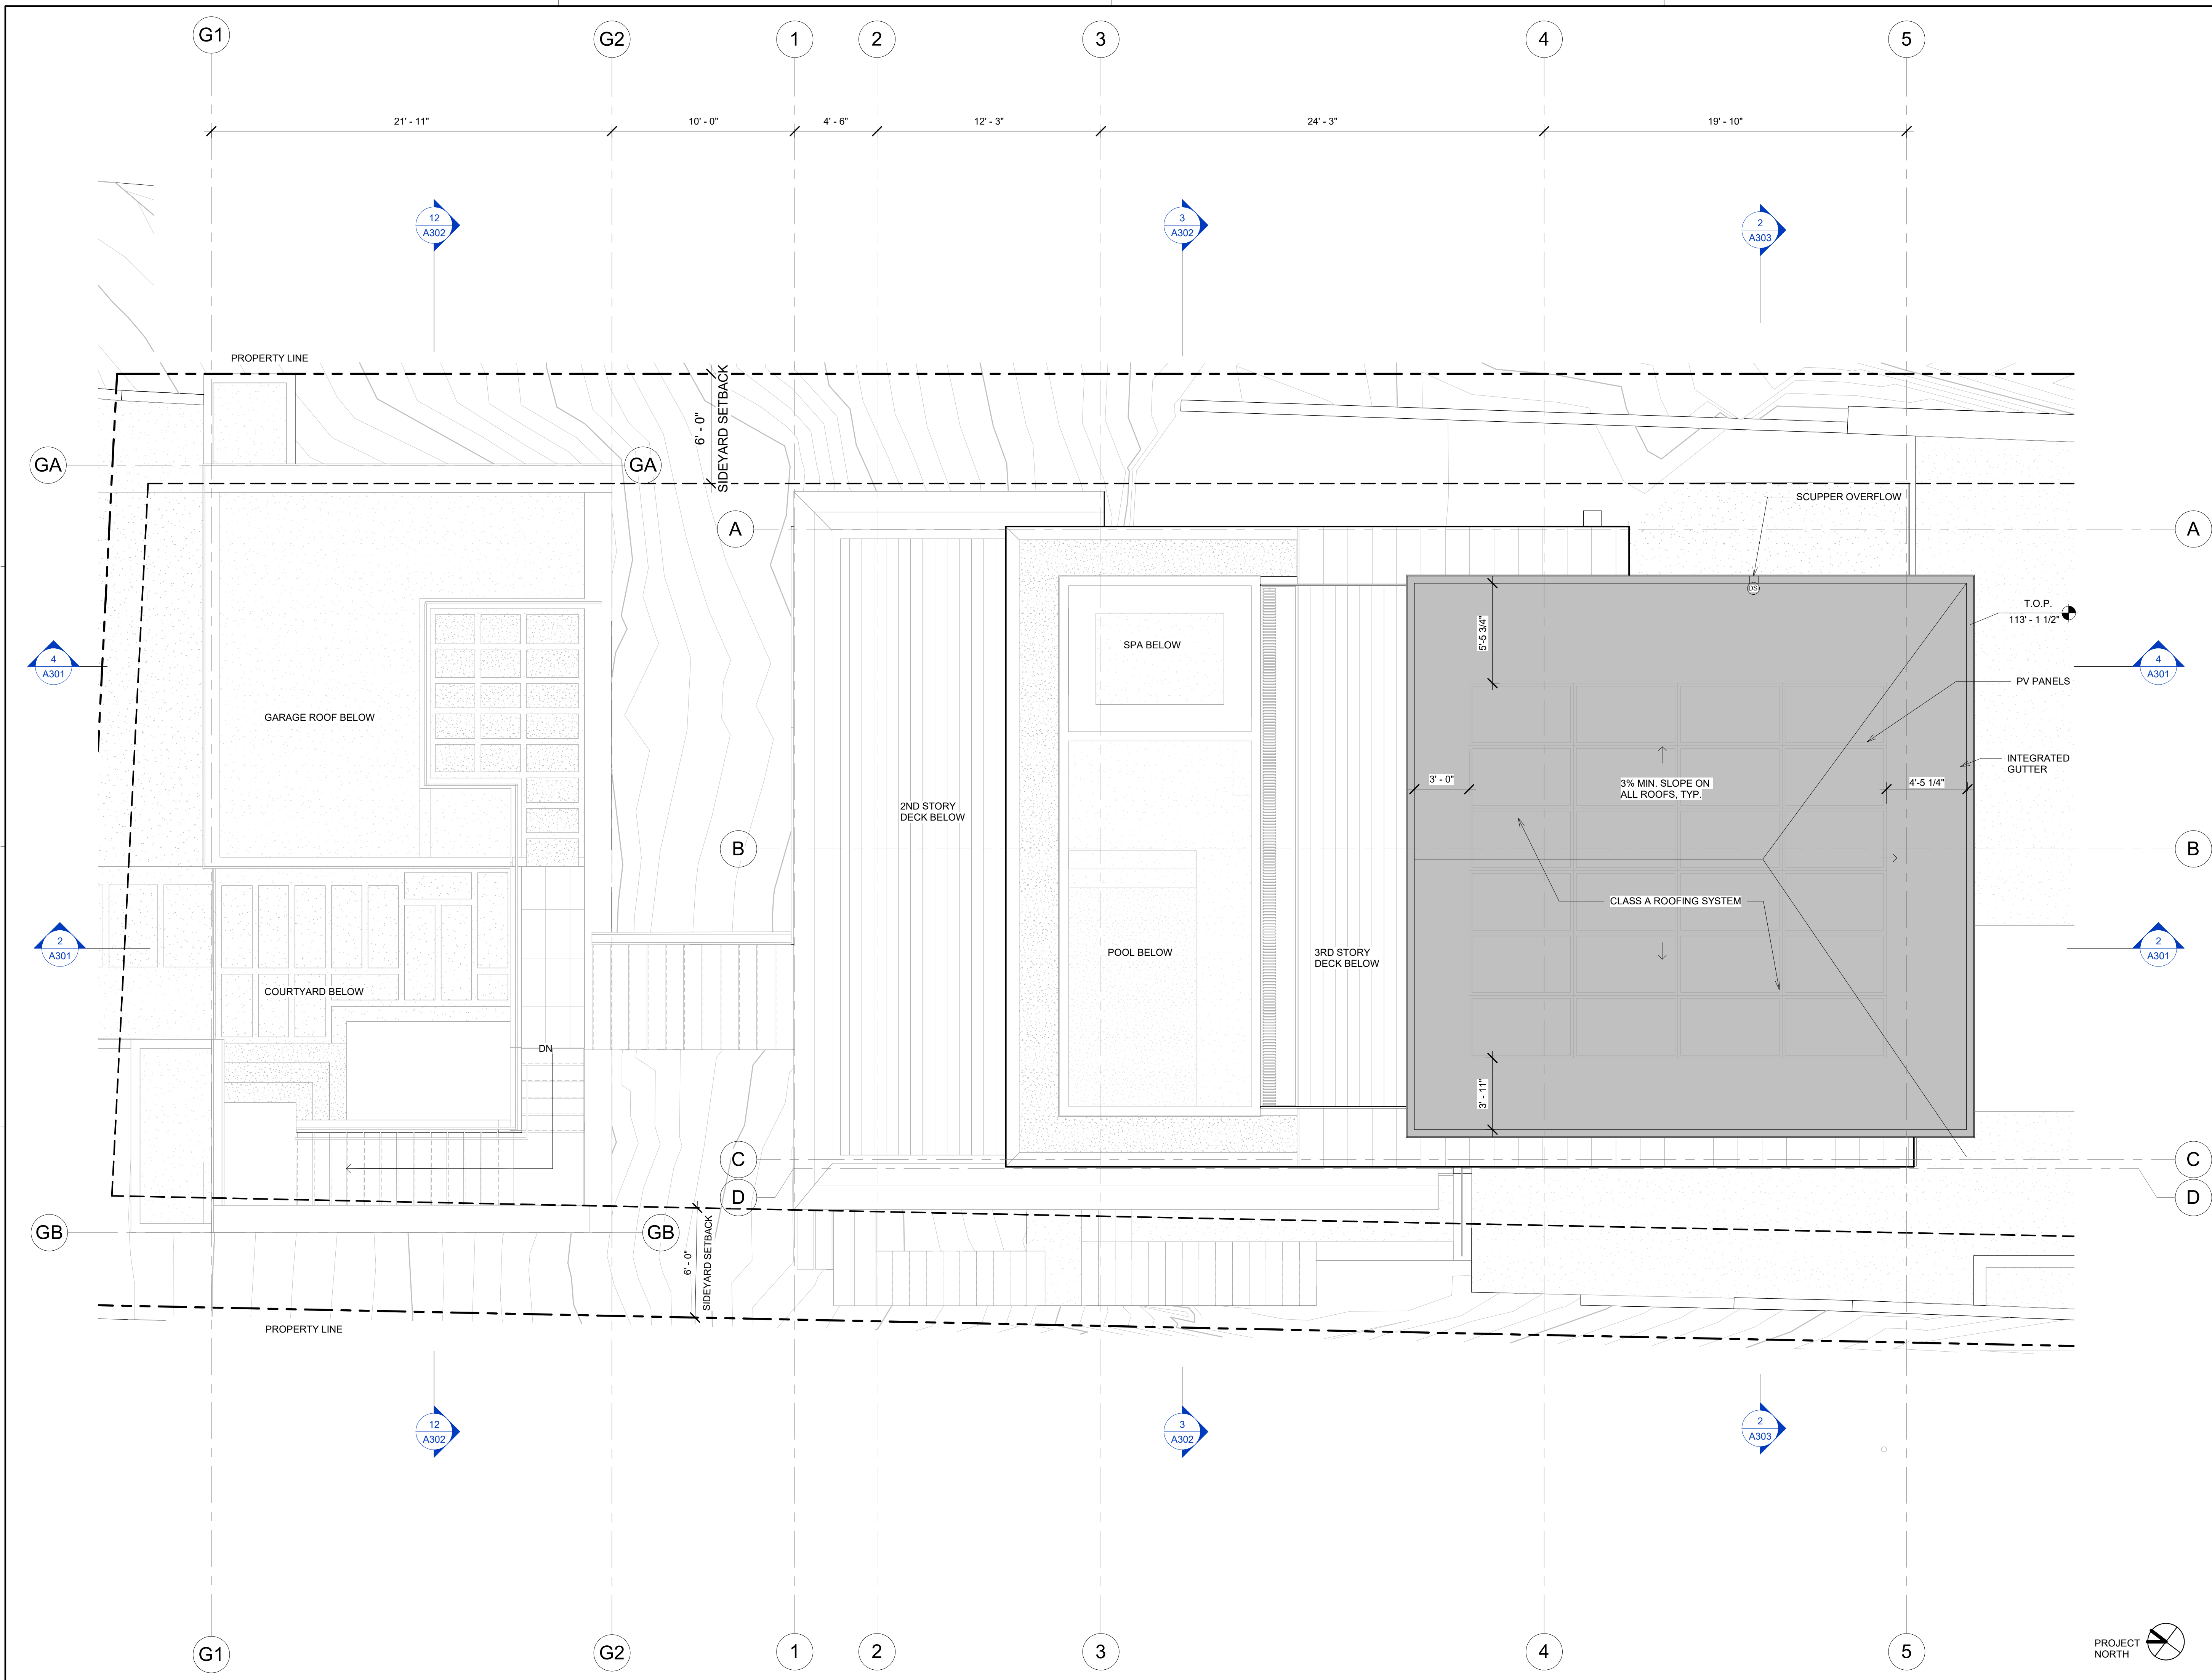 G1
G2
1
2
3
4
5
21' - 11"
10' - 0"
4' - 6"
12' - 3"
24' - 3"
19' - 10"
12
A302
3
A302
2
A303
PROPERTY LINE
6' - 0"
SIDEYARD SETBACK
GA
GA
SCUPPER OVERFLOW
A
A
DS
T.O.P.
113' - 1 1/2"
5'-5 3/4"
SPA BELOW
4
A301
4
A301
PV PANELS
GARAGE ROOF BELOW
INTEGRATED
GUTTER
3' - 0"
3% MIN. SLOPE ON
ALL ROOFS, TYP.
4'-5 1/4"
2ND STORY
DECK BELOW
B
B
CLASS A ROOFING SYSTEM
2
A301
2
A301
POOL BELOW
3RD STORY
DECK BELOW
COURTYARD BELOW
DN
3' - 11"
C
C
D
D
GB
GB
6' - 0"
SIDEYARD SETBACK
PROPERTY LINE
12
A302
3
A302
2
A303
G1
G2
1
2
3
4
5
PROJECT
NORTH